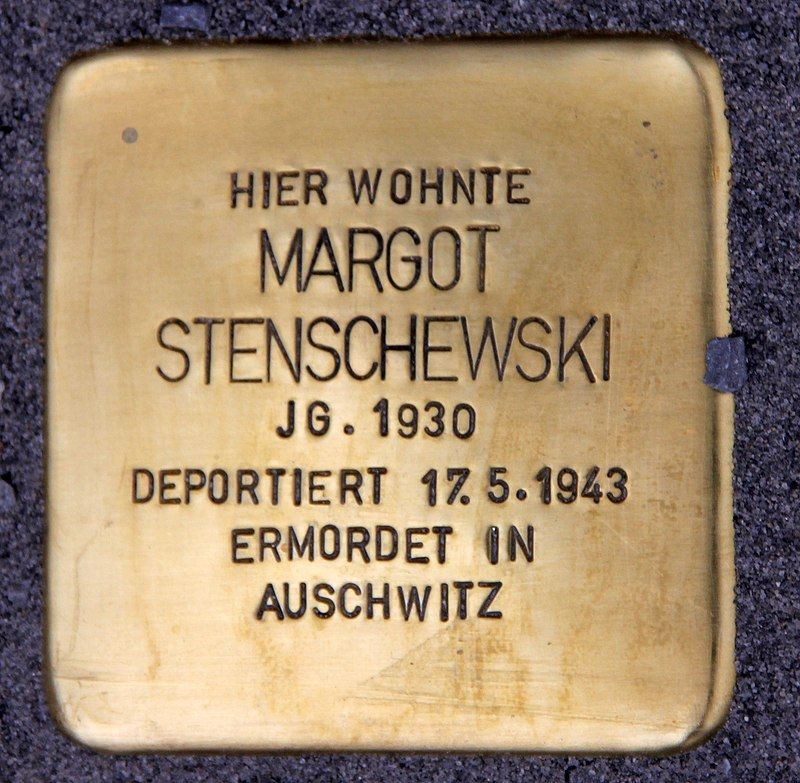 HIER WOHNTE
MARGOT
STENSCHEWSKI
JG. 1930
DEPORTIERT 17.5.1943
ERMORDET IN
AUSCHWITZ